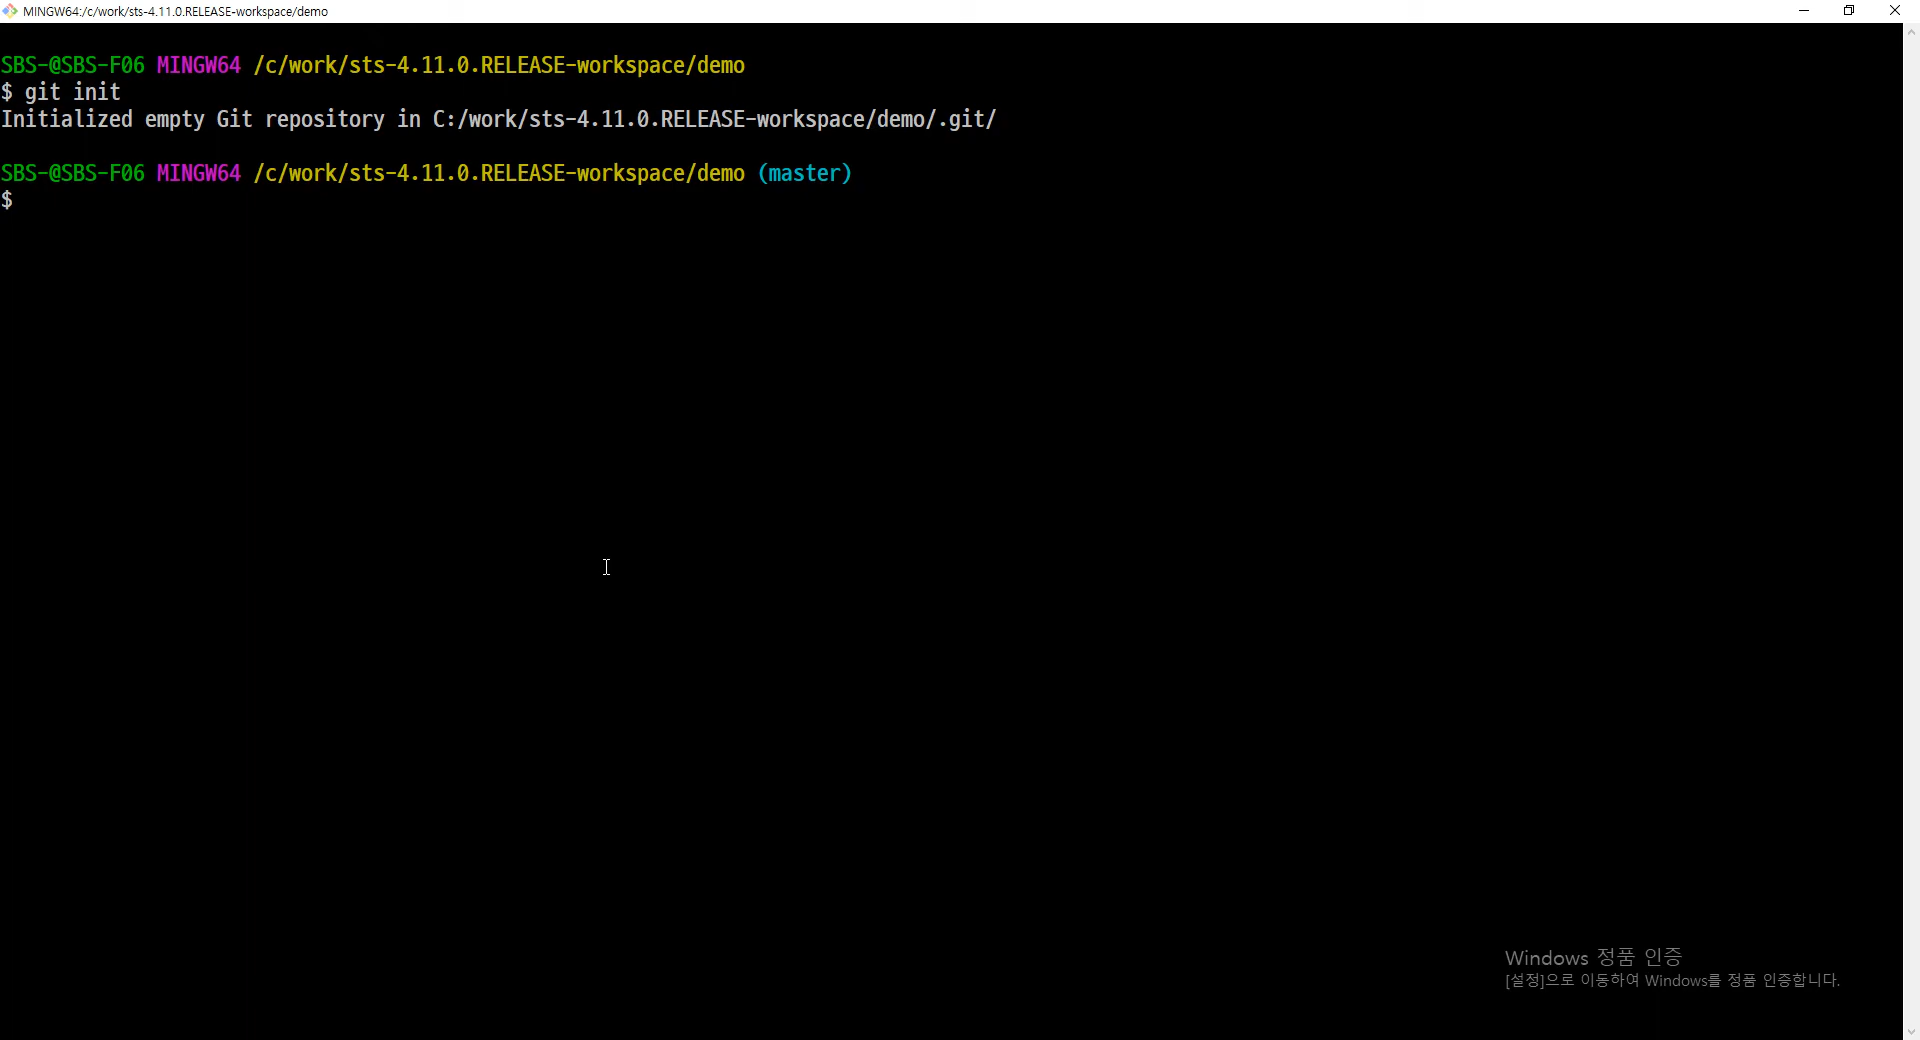 MINGW64:/c/work/sts-4.11.0.RELEASE-workspace/demo
SBS-@SBS-F06 MINGW64 /c/work/sts-4.11.0.RELEASE-workspace/demo
$ git init
Initialized empty Git repository in C:/work/sts-4.11.0.RELEASE-workspace/demo/.git/
SBS-@SBS-F06 MINGW64 /c/work/sts-4.11.0.RELEASE-workspace/demo (master)
$
Windows 정품 인증
[설정]으로 이동하여 Windows를 정품 인증합니다.